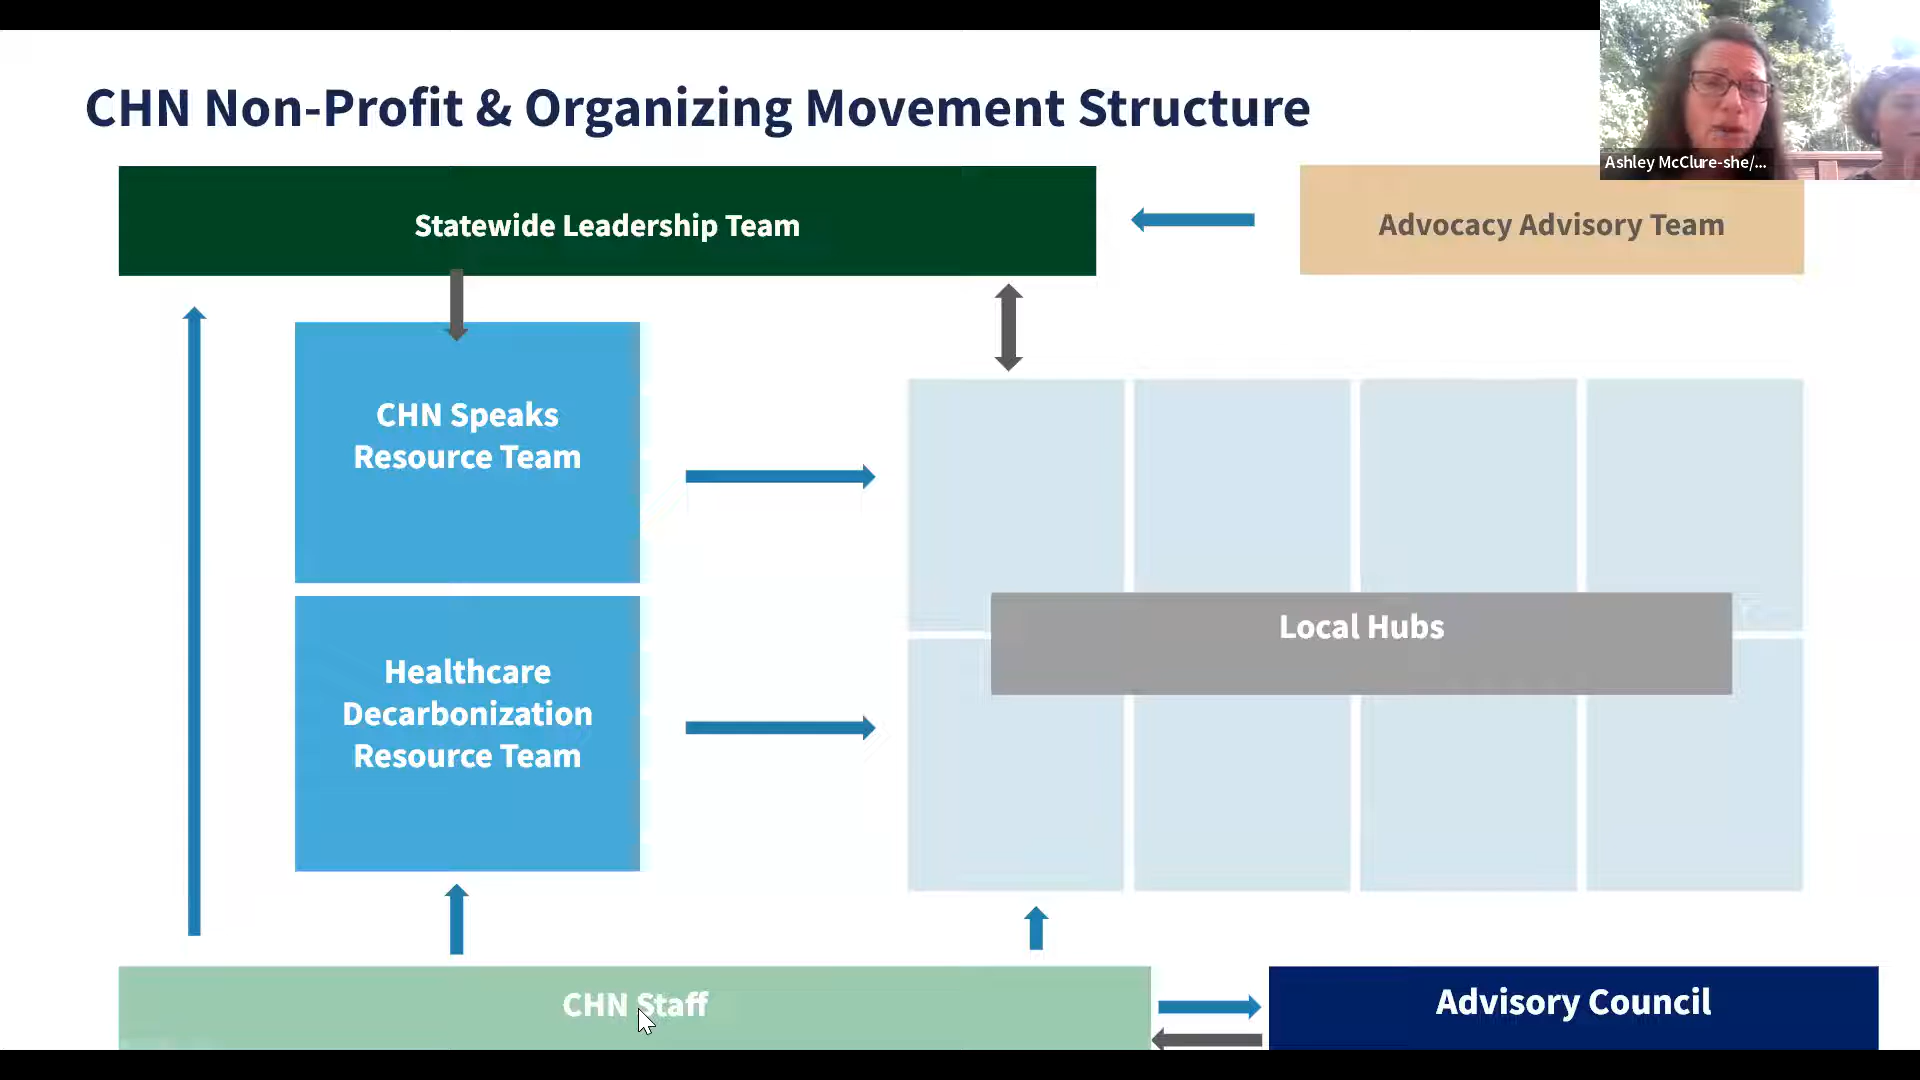 CHN Non-Profit & Organizing Movement Structure
Ashley McClure-she/...
Statewide Leadership Team
Advocacy Advisory Team
CHN Speaks
Resource Team
Local Hubs
Healthcare
Decarbonization
Resource Team
CHN Staff
Advisory Council